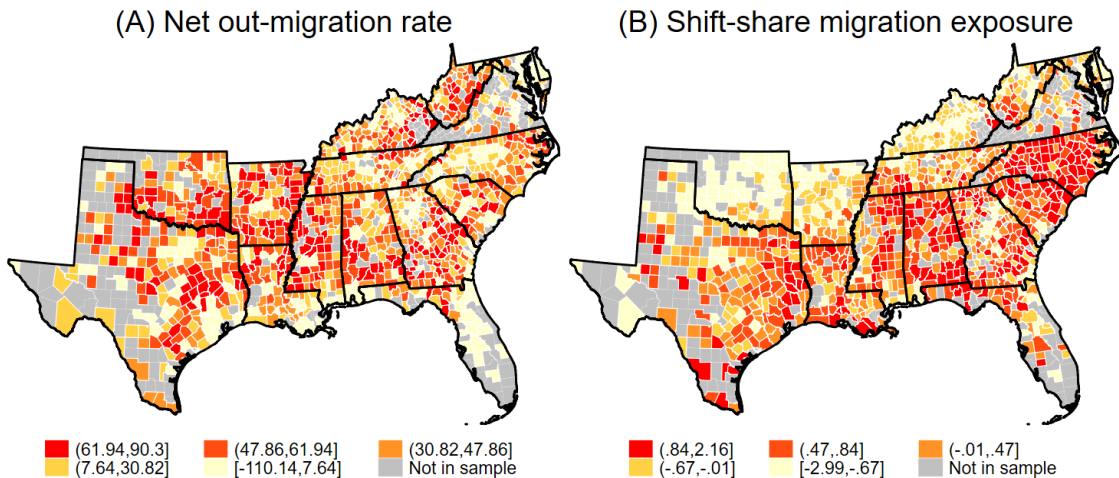 (A) Net out-migration rate
(B) Shift-share migration exposure
(61.94,90.3] (47.86,61.94] (30.82,47.86]
(7.64,30.82] [-110.14,7.64] Not in sample
(.84,2.16] (.47,.84] (-.01,.47]
(-.67,-.01] [-2.99,-.67] Not in sample